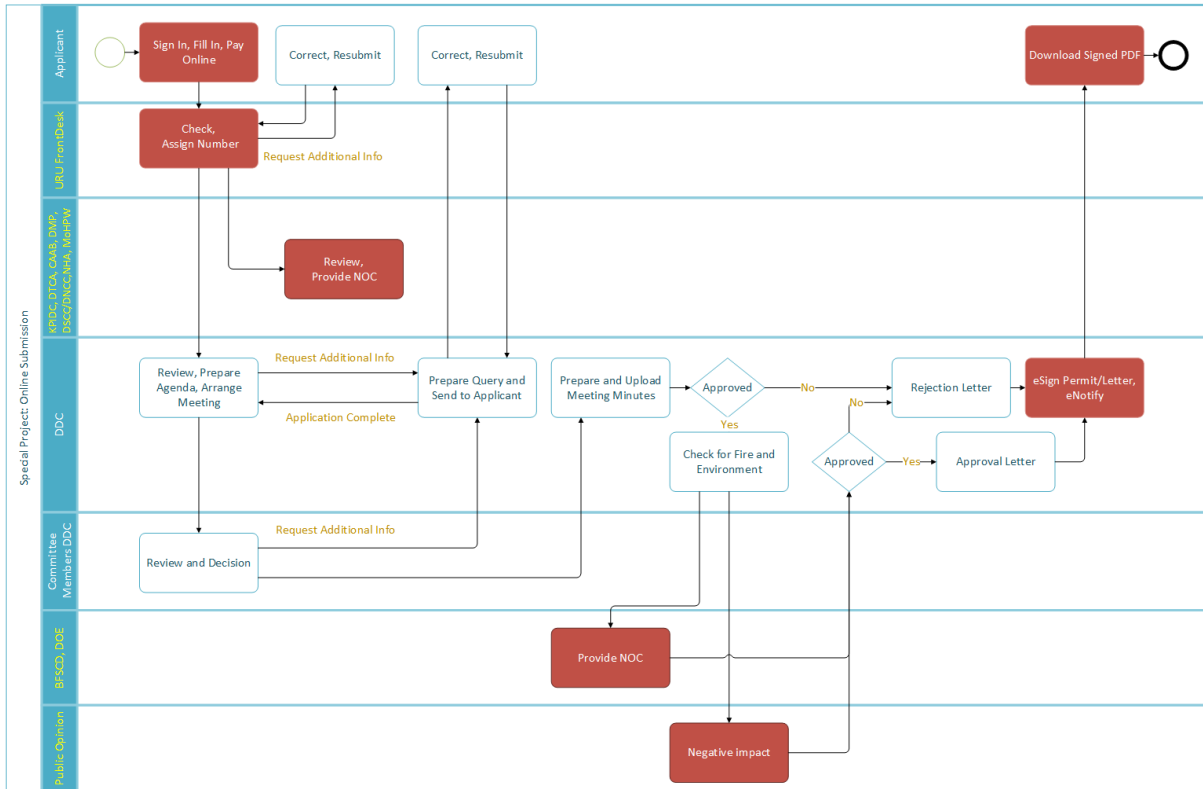 Special Project: Online Submission
Applicant
Sign In, Fill In, Pay
Online
Correct, Resubmit
Correct, Resubmit
Download Signed PDF
URU FrontDesk
Check,
Assign Number
Request Additional Info
KPIDC, DTCA, CAAB, DMP,
DSCC/DNCC,NHA, MoHPW
Review,
Provide NOC
DDC
Review, Prepare
Agenda, Arrange
Meeting
Request Additional Info
Application Complete
Prepare Query and
Send to Applicant
Prepare and Upload
Meeting Minutes
Approved
No
Yes
Check for Fire and
Environment
Rejection Letter
No
Approved
Yes
Approval Letter
eSign Permit/Letter,
eNotify
Committee
Members DDC
Review and Decision
Request Additional Info
BFSCD, DOE
Provide NOC
Public Opinion
Negative impact